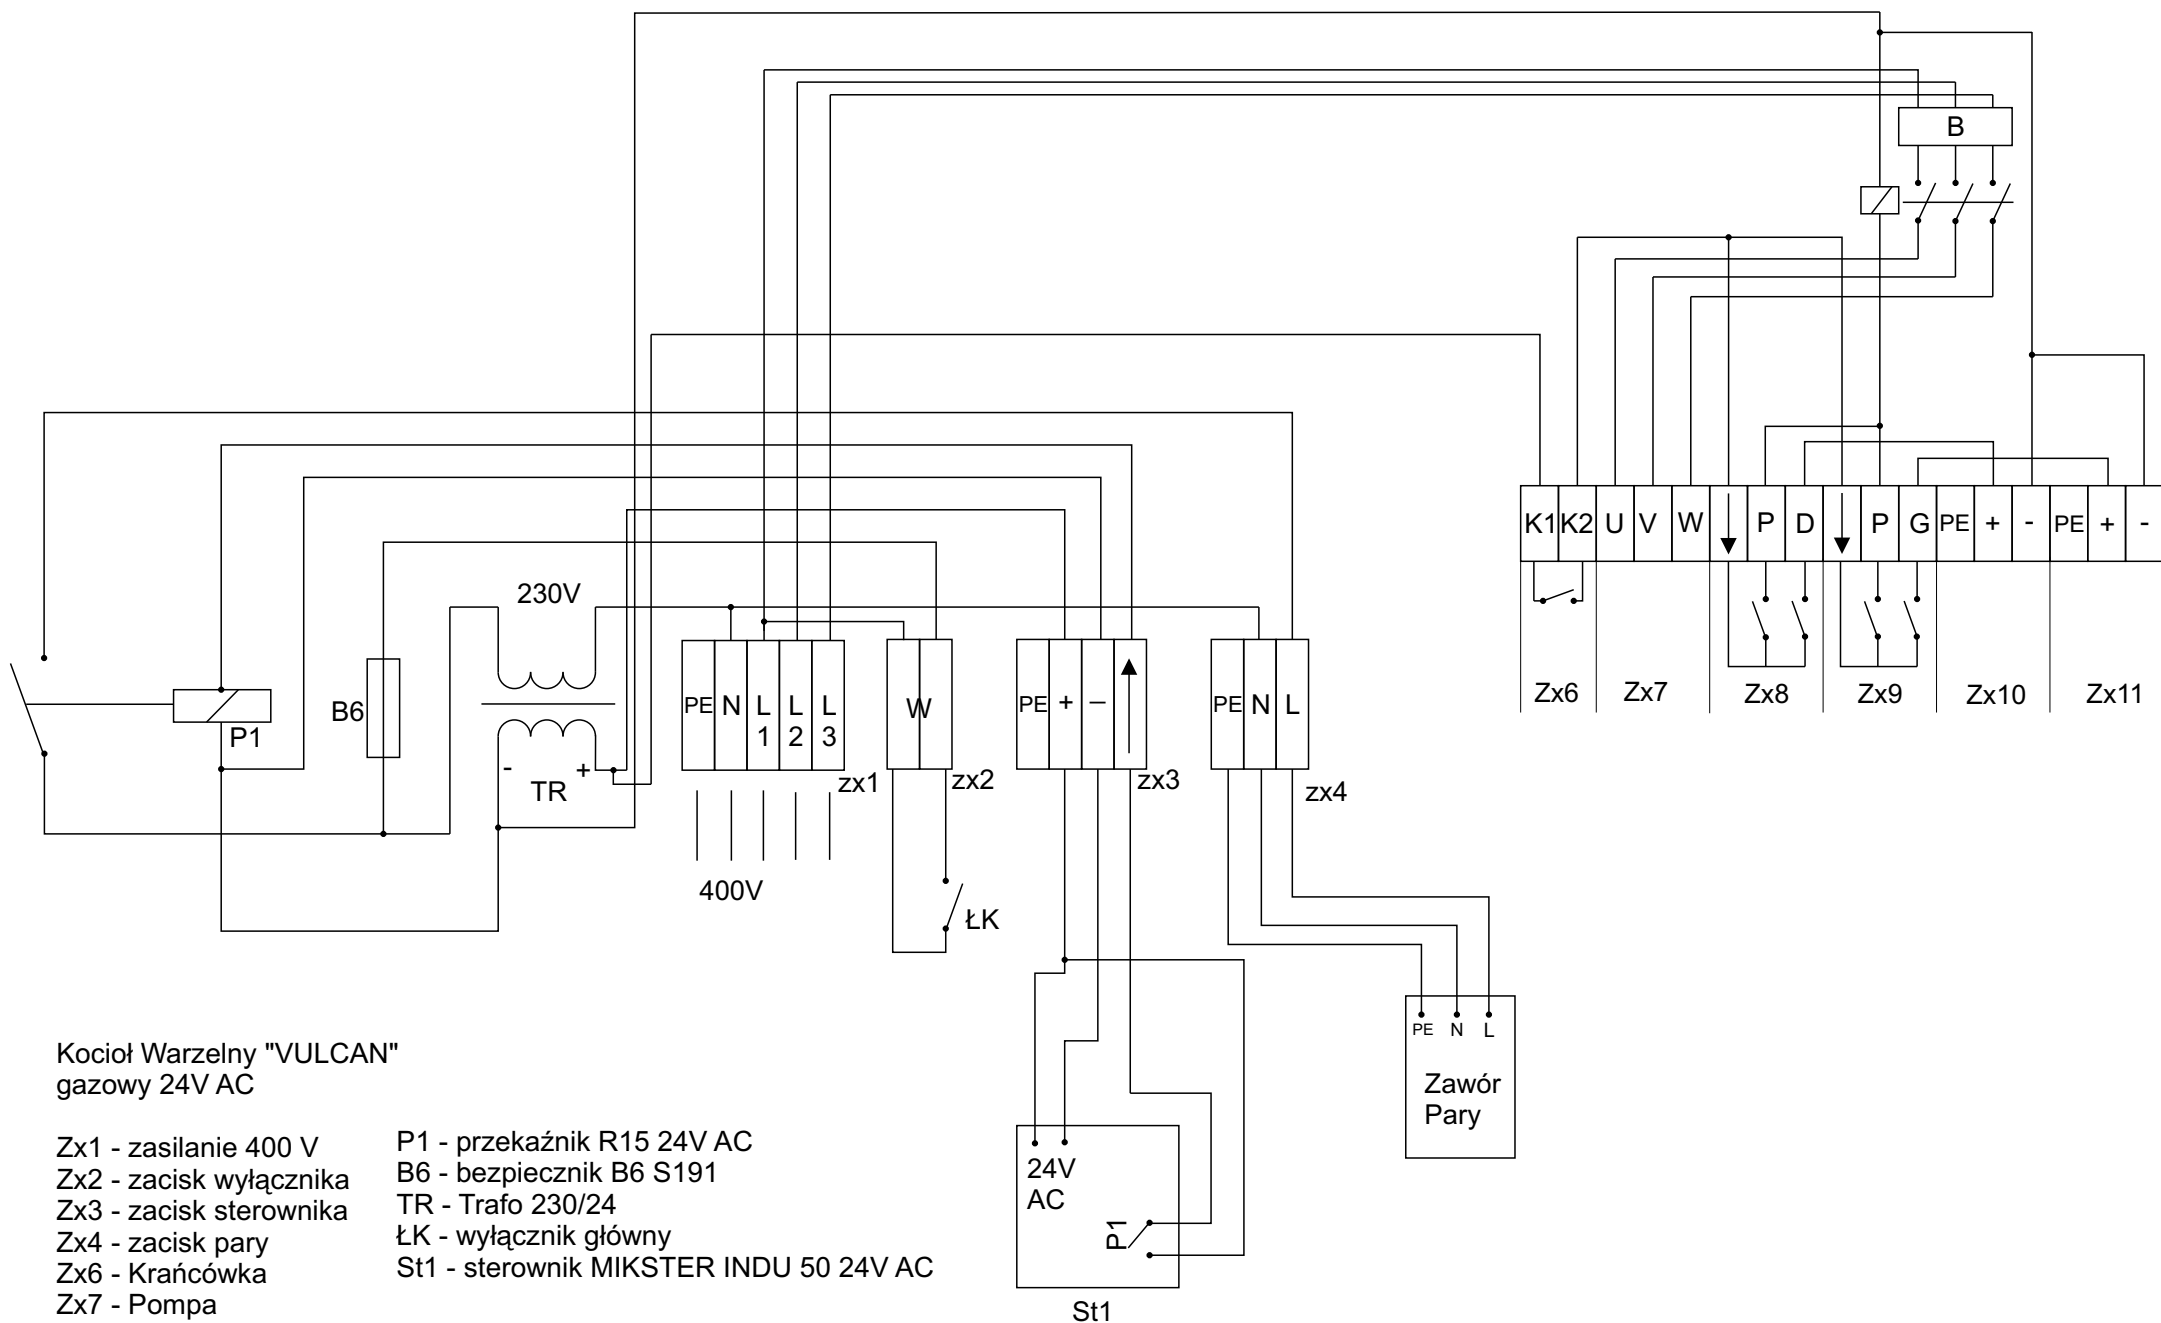 B
K1 K2 U V W P D P G PE + - PE + -
Zx6 Zx7 Zx8 Zx9 Zx10 Zx11
230V
P1
B6
- +
TR
PE N L1 L2 L3
zx1
400V
W
zx2
ŁK
PE + –
zx3
PE N L
zx4
PE N L
Zawór
Pary
24V
AC
P1
St1
Kocioł Warzelny "VULCAN"
gazowy 24V AC
Zx1 - zasilanie 400 V
Zx2 - zacisk wyłącznika
Zx3 - zacisk sterownika
Zx4 - zacisk pary
Zx6 - Krańcówka
Zx7 - Pompa
P1 - przekaźnik R15 24V AC
B6 - bezpiecznik B6 S191
TR - Trafo 230/24
ŁK - wyłącznik główny
St1 - sterownik MIKSTER INDU 50 24V AC